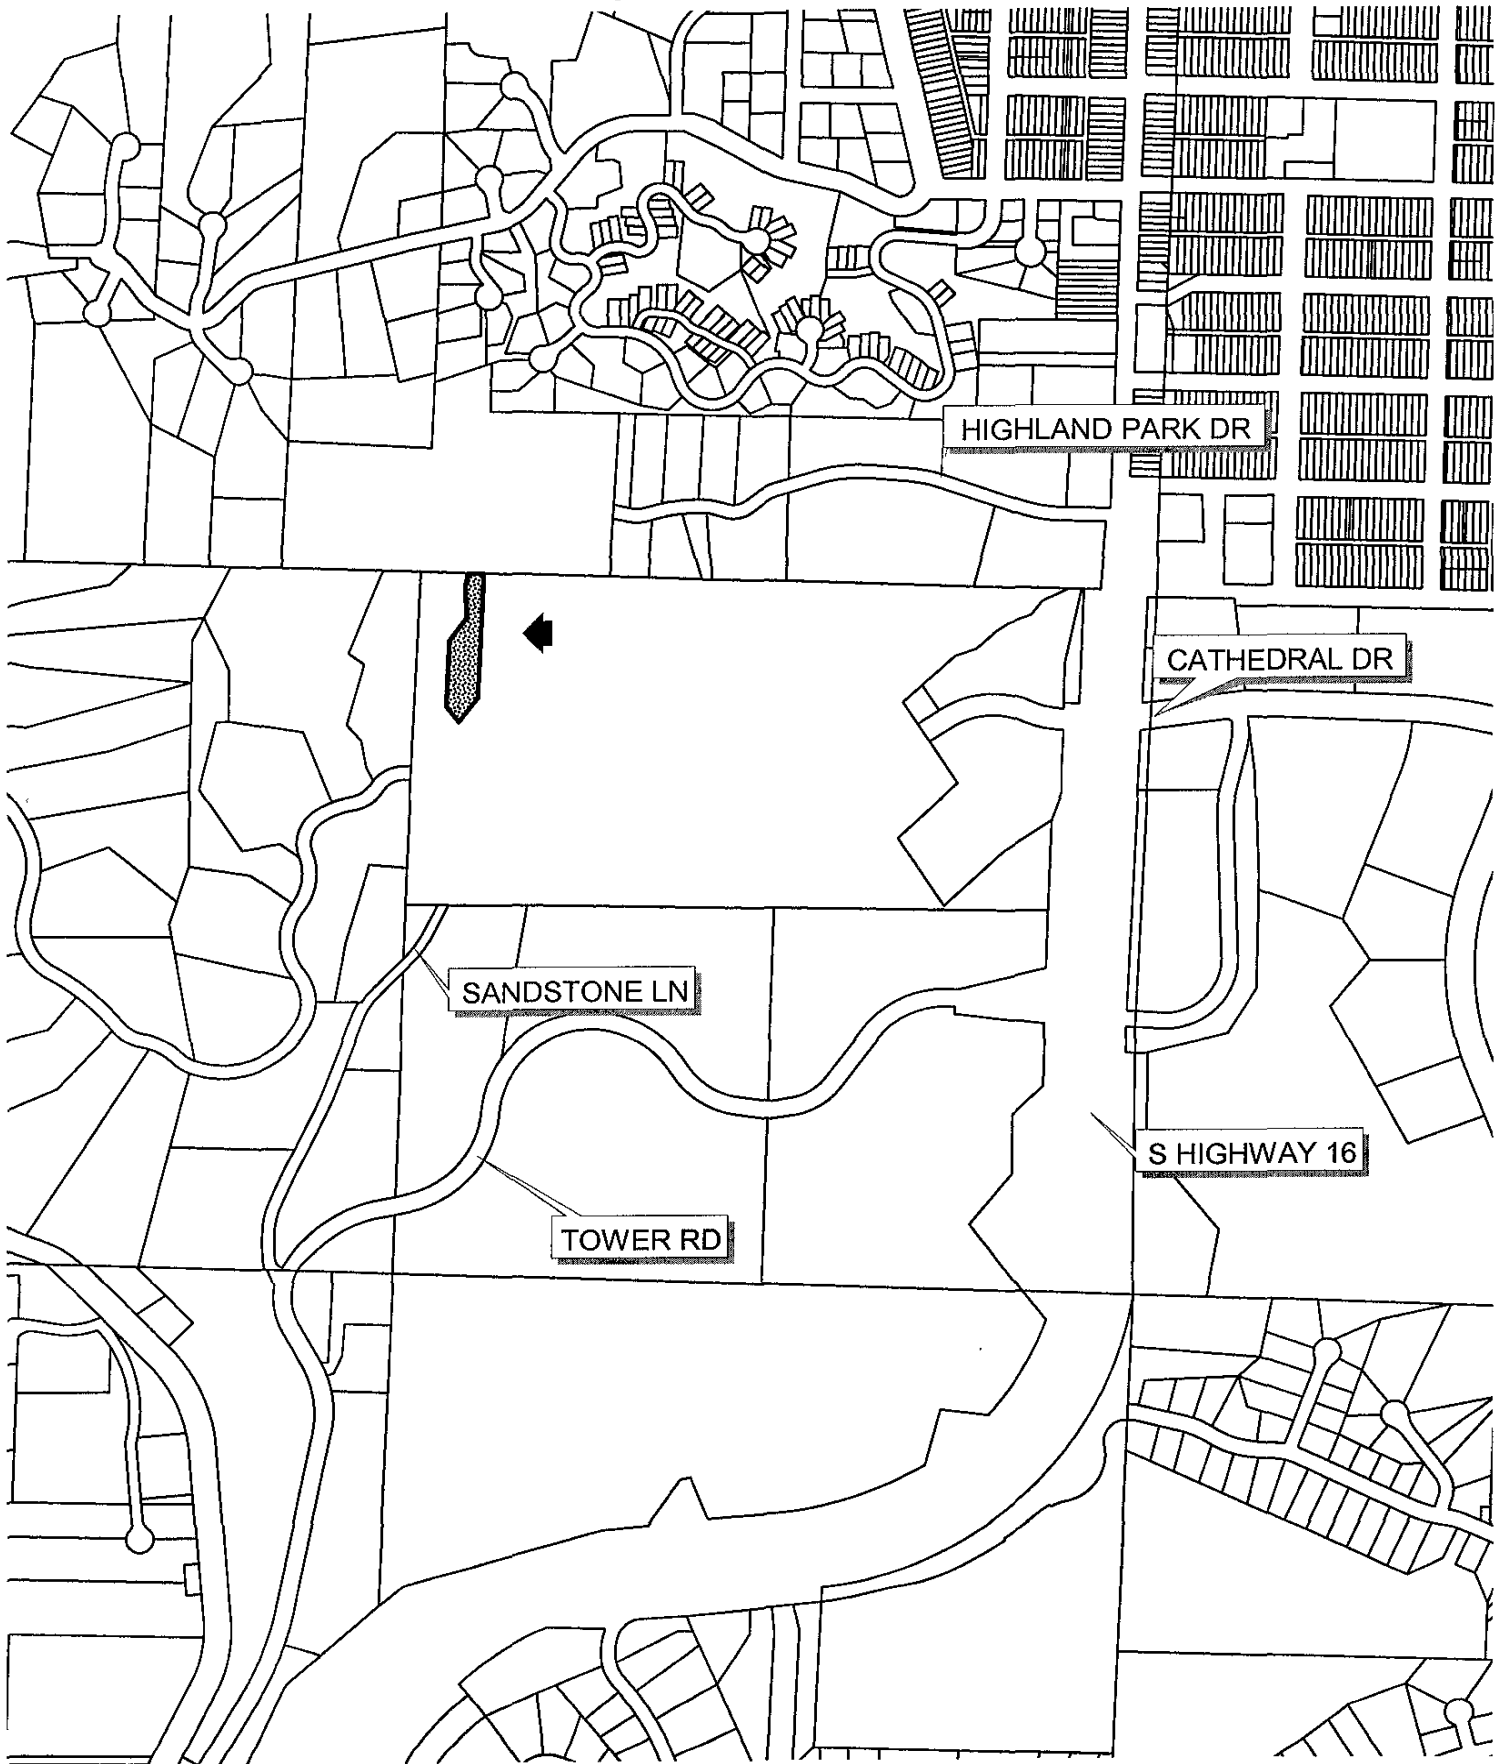 HIGHLAND PARK DR
CATHEDRAL DR
SANDSTONE LN
S HIGHWAY 16
TOWER RD